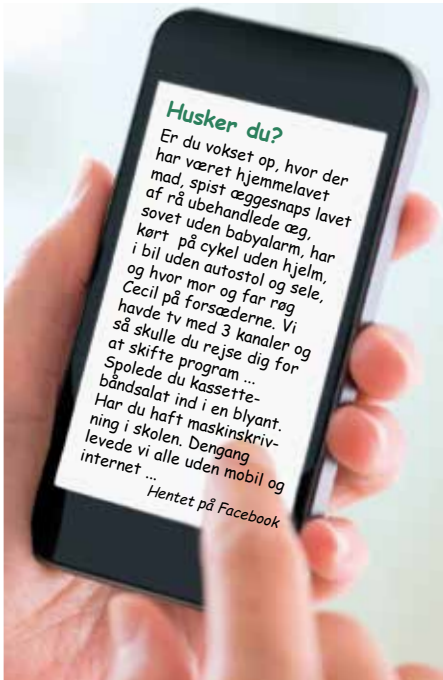 Husker du?
Er du vokset op, hvor der
har været hjemmelavet
mad, spist æggesnaps lavet
af rå ubehandlede æg,
sovet uden babyalarm, har
kørt på cykel uden hjelm,
i bil uden autostol og sele,
og hvor mor og far røg
Cecil på forsæderne. Vi
havde tv med 3 kanaler og
så skulle du rejse dig for
at skifte program ...
Spolede du kassette-
båndsalat ind i en blyant.
Har du haft maskinskriv-
ning i skolen. Dengang
levede vi alle uden mobil og
internet ...
Hentet på Facebook